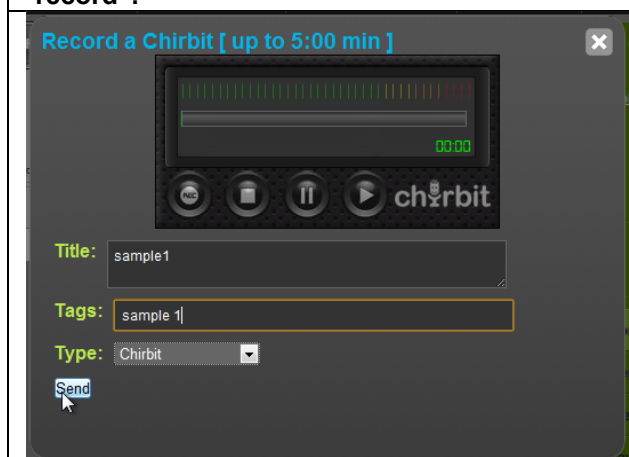 record".
Record a Chirbit [ up to 5:00 min ]
00:00
REC
chirbit
Title: sample1
Tags: sample 1
Type: Chirbit
Send